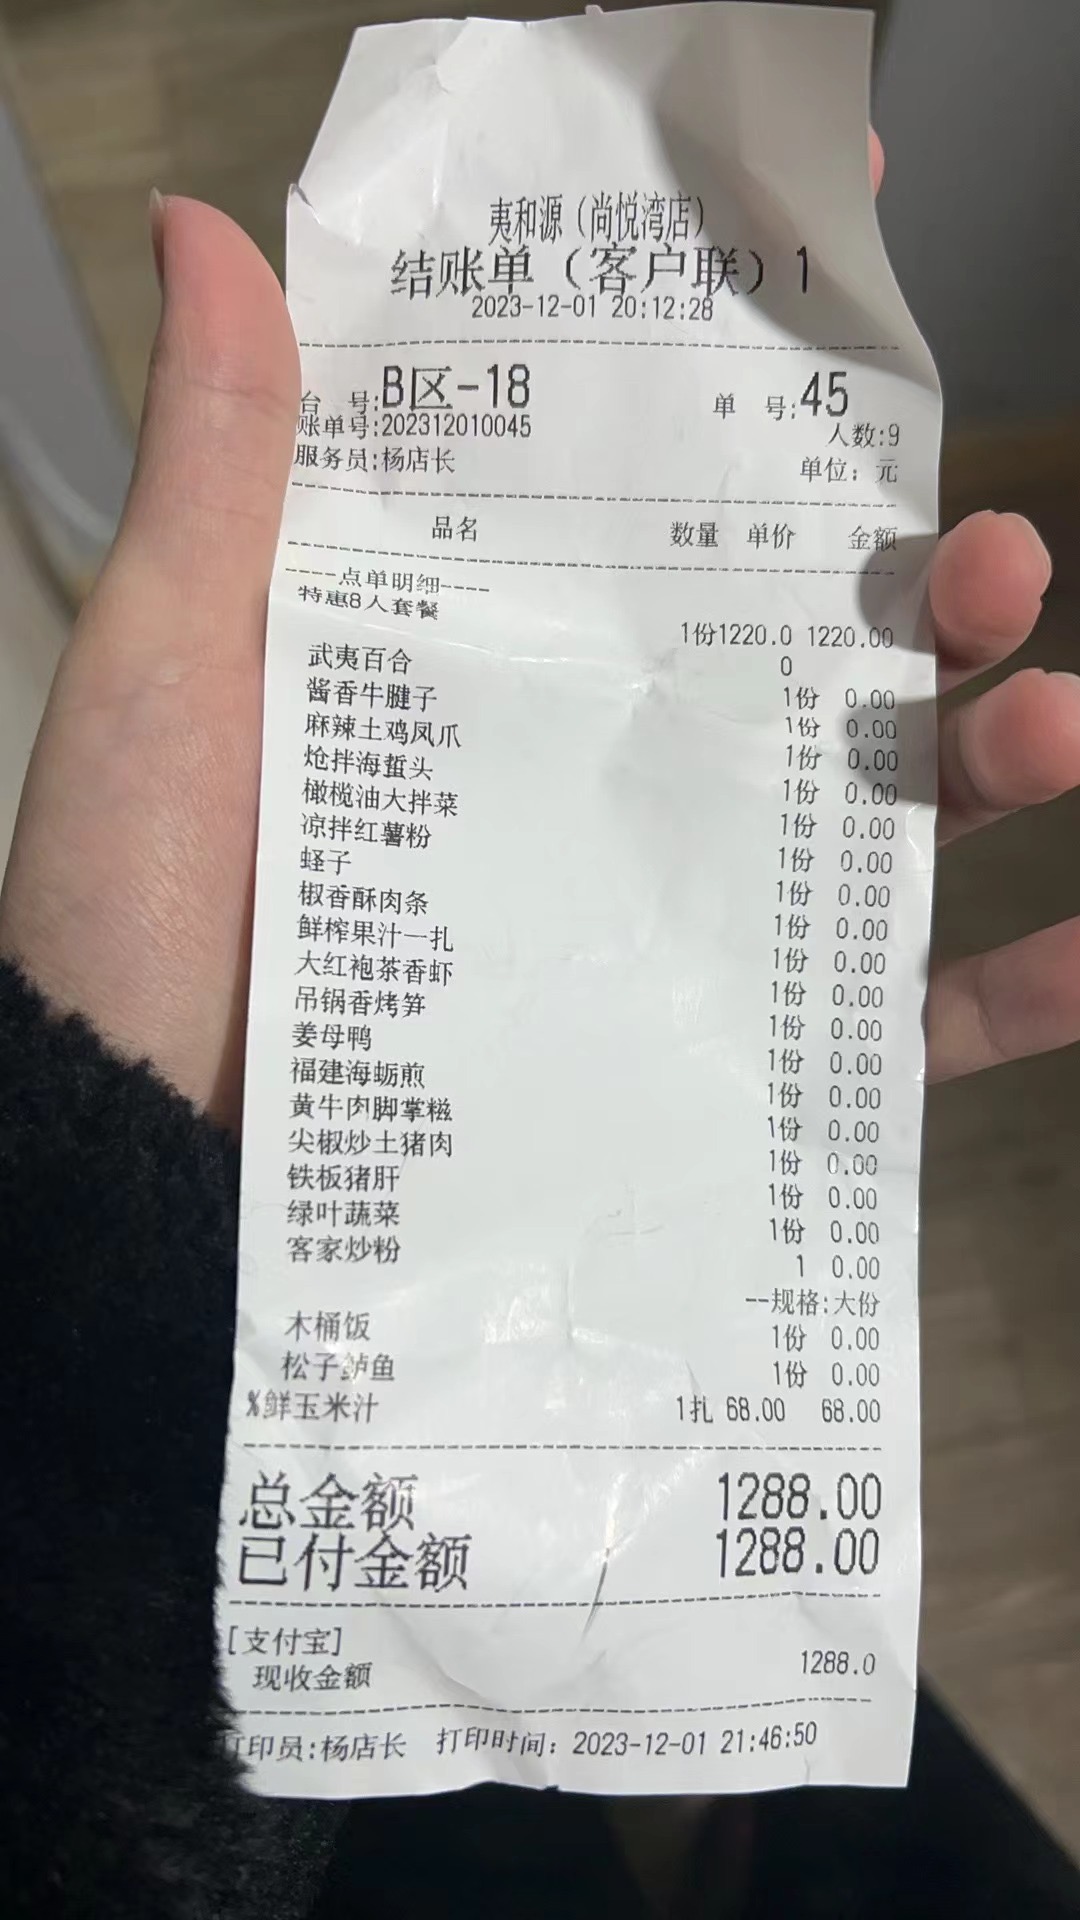 夷和源（尚悦湾店）
结账单（客户联）1
2023-12-01 20:12:28
台 号:B区-18 单 号:45
账单号:202312010045 人数:9
服务员:杨店长 单位：元
品名 数量 单价 金额
----点单明细----
特惠8人套餐
1份1220.0 1220.00
0
武夷百合 1份 0.00
酱香牛腱子 1份 0.00
麻辣土鸡凤爪 1份 0.00
炝拌海蜇头 1份 0.00
橄榄油大拌菜 1份 0.00
凉拌红薯粉 1份 0.00
蛏子 1份 0.00
椒香酥肉条 1份 0.00
鲜榨果汁一扎 1份 0.00
大红袍茶香虾 1份 0.00
吊锅香烤笋 1份 0.00
姜母鸭 1份 0.00
福建海蛎煎 1份 0.00
黄牛肉脚掌糍 1份 0.00
尖椒炒土猪肉 1份 0.00
铁板猪肝 1份 0.00
绿叶蔬菜 1份 0.00
客家炒粉 1 0.00
--规格:大份
木桶饭 1份 0.00
松子鲈鱼 1份 0.00
%鲜玉米汁 1扎 68.00 68.00
总金额 1288.00
已付金额 1288.00
[支付宝]
现收金额 1288.0
打印员:杨店长 打印时间：2023-12-01 21:46:50